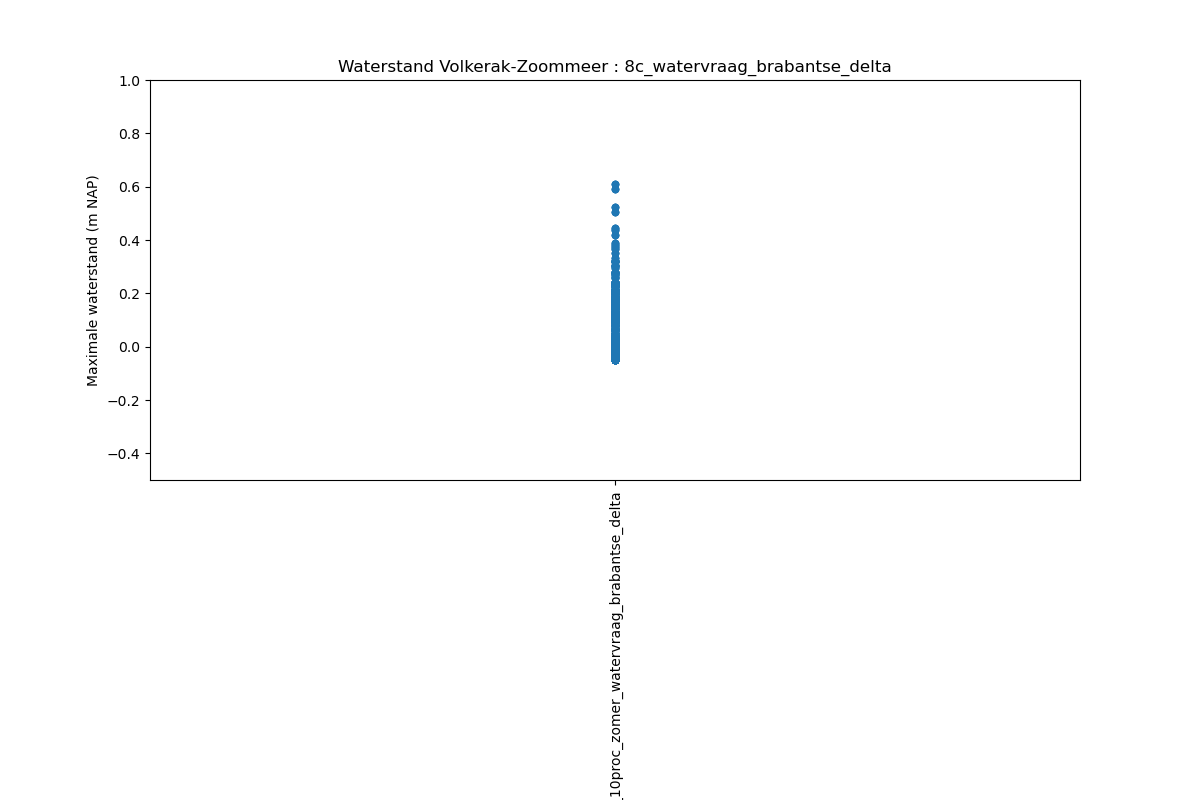 Waterstand Volkerak-Zoommeer : 8c_watervraag_brabantse_delta
Maximale waterstand (m NAP)
1.0
0.8
0.6
0.4
0.2
0.0
−0.2
−0.4
_10proc_zomer_watervraag_brabantse_delta